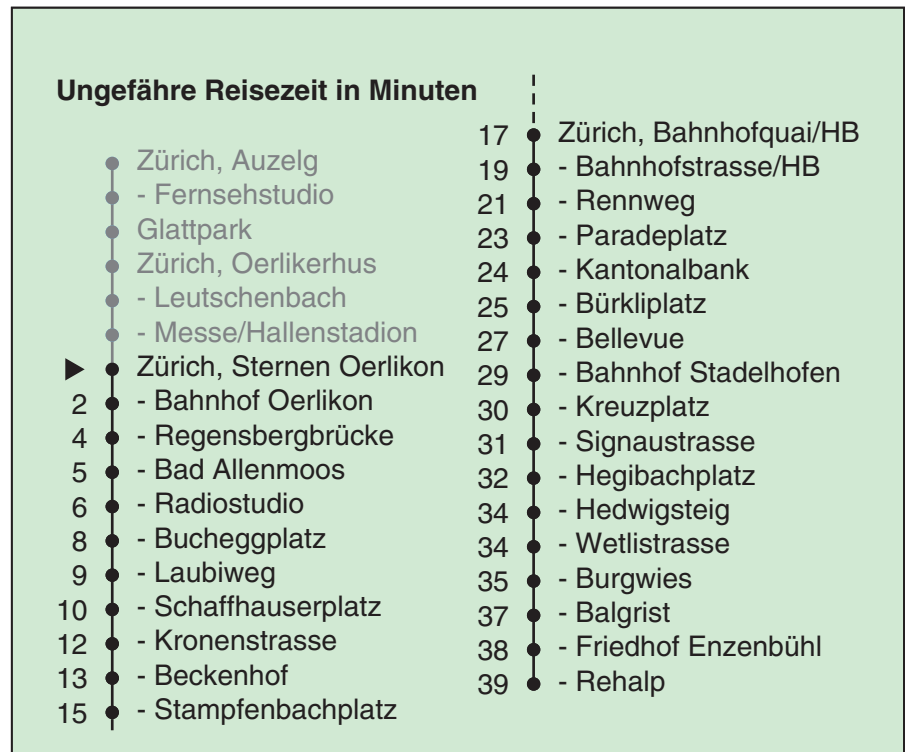 Ungefähre Reisezeit in Minuten
Zürich, Auzelg
- Fernsehstudio
Glattpark
Zürich, Oerlikerhus
- Leutschenbach
- Messe/Hallenstadion
Zürich, Sternen Oerlikon
2 - Bahnhof Oerlikon
4 - Regensbergbrücke
5 - Bad Allenmoos
6 - Radiostudio
8 - Bucheggplatz
9 - Laubiweg
10 - Schaffhauserplatz
12 - Kronenstrasse
13 - Beckenhof
15 - Stampfenbachplatz
17 Zürich, Bahnhofquai/HB
19 - Bahnhofstrasse/HB
21 - Rennweg
23 - Paradeplatz
24 - Kantonalbank
25 - Bürkliplatz
27 - Bellevue
29 - Bahnhof Stadelhofen
30 - Kreuzplatz
31 - Signaustrasse
32 - Hegibachplatz
34 - Hedwigsteig
34 - Wetlistrasse
35 - Burgwies
37 - Balgrist
38 - Friedhof Enzenbühl
39 - Rehalp